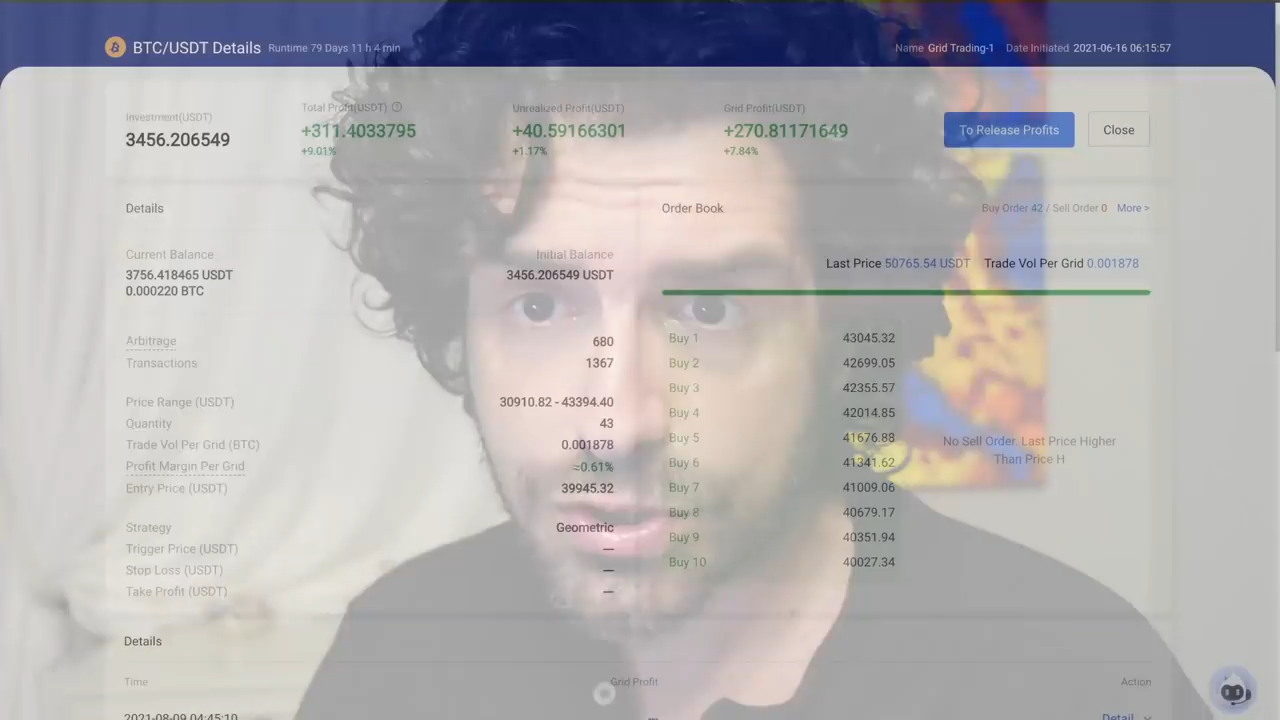 BTC/USDT Details Runtime 79 Days 11 h 4 min Name Grid Trading-1 Date Initiated 2021-06-16 06:15:57
Investment(USDT)
3456.206549
Total Profit(USDT)
+311.4033795
+9.01%
Unrealized Profit(USDT)
+40.59166301
+1.17%
Grid Profit(USDT)
+270.81171649
+7.84%
To Release Profits
Close
Details
Current Balance Initial Balance
3756.418465 USDT 3456.206549 USDT
0.000220 BTC
Arbitrage 680
Transactions 1367
Price Range (USDT) 30910.82 - 43394.40
Quantity 43
Trade Vol Per Grid (BTC) 0.001878
Profit Margin Per Grid ≈0.61%
Entry Price (USDT) 39945.32
Strategy Geometric
Trigger Price (USDT) —
Stop Loss (USDT) —
Take Profit (USDT) —
Order Book Buy Order 42 / Sell Order 0 More >
Last Price 50765.54 USDT Trade Vol Per Grid 0.001878
Buy 1 43045.32
Buy 2 42699.05
Buy 3 42355.57
Buy 4 42014.85
Buy 5 41676.88
Buy 6 41341.62
Buy 7 41009.06
Buy 8 40679.17
Buy 9 40351.94
Buy 10 40027.34
No Sell Order. Last Price Higher
Than Price H
Details
Time Grid Profit Action
2021-08-09 04:45:10 Detail